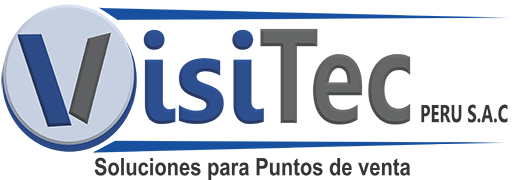 VisiTec PERU S.A.C
Soluciones para Puntos de venta